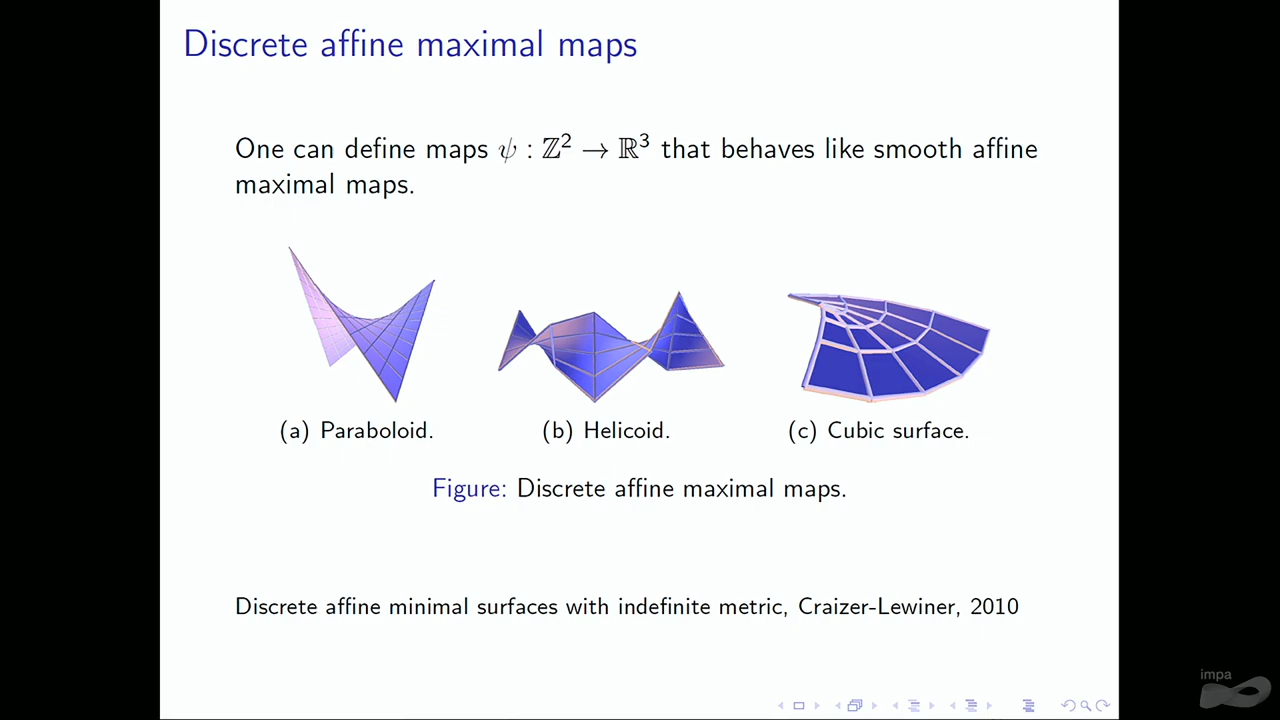 Discrete affine maximal maps
One can define maps ψ : ℤ² → ℝ³ that behaves like smooth affine
maximal maps.
(a) Paraboloid. (b) Helicoid. (c) Cubic surface.
Figure: Discrete affine maximal maps.
Discrete affine minimal surfaces with indefinite metric, Craizer-Lewiner, 2010
impa